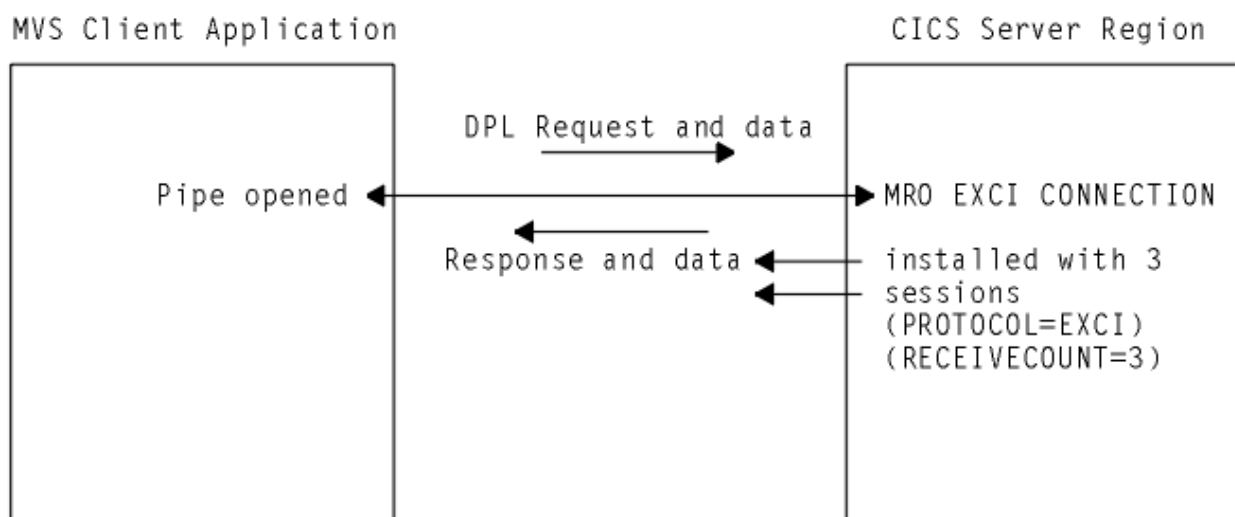 MVS Client Application
CICS Server Region
DPL Request and data
Pipe opened
MRO EXCI CONNECTION
Response and data
installed with 3
sessions
(PROTOCOL=EXCI)
(RECEIVECOUNT=3)